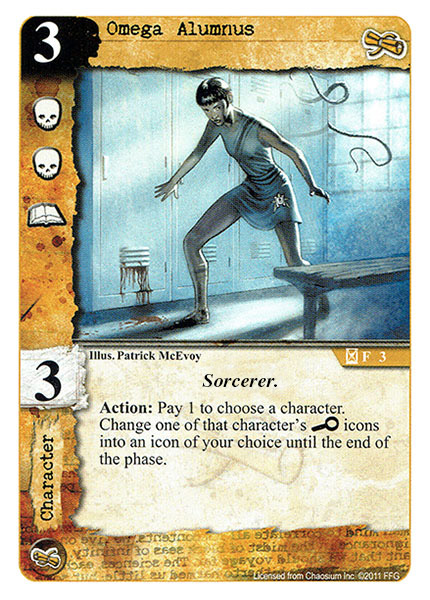 3
Omega Alumnus
Illus. Patrick McEvoy
F 3
3
Sorcerer.
Action: Pay 1 to choose a character.
Change one of that character's icons
into an icon of your choice until the end of
the phase.
Character
Licensed from Chaosium Inc. ©2011 FFG